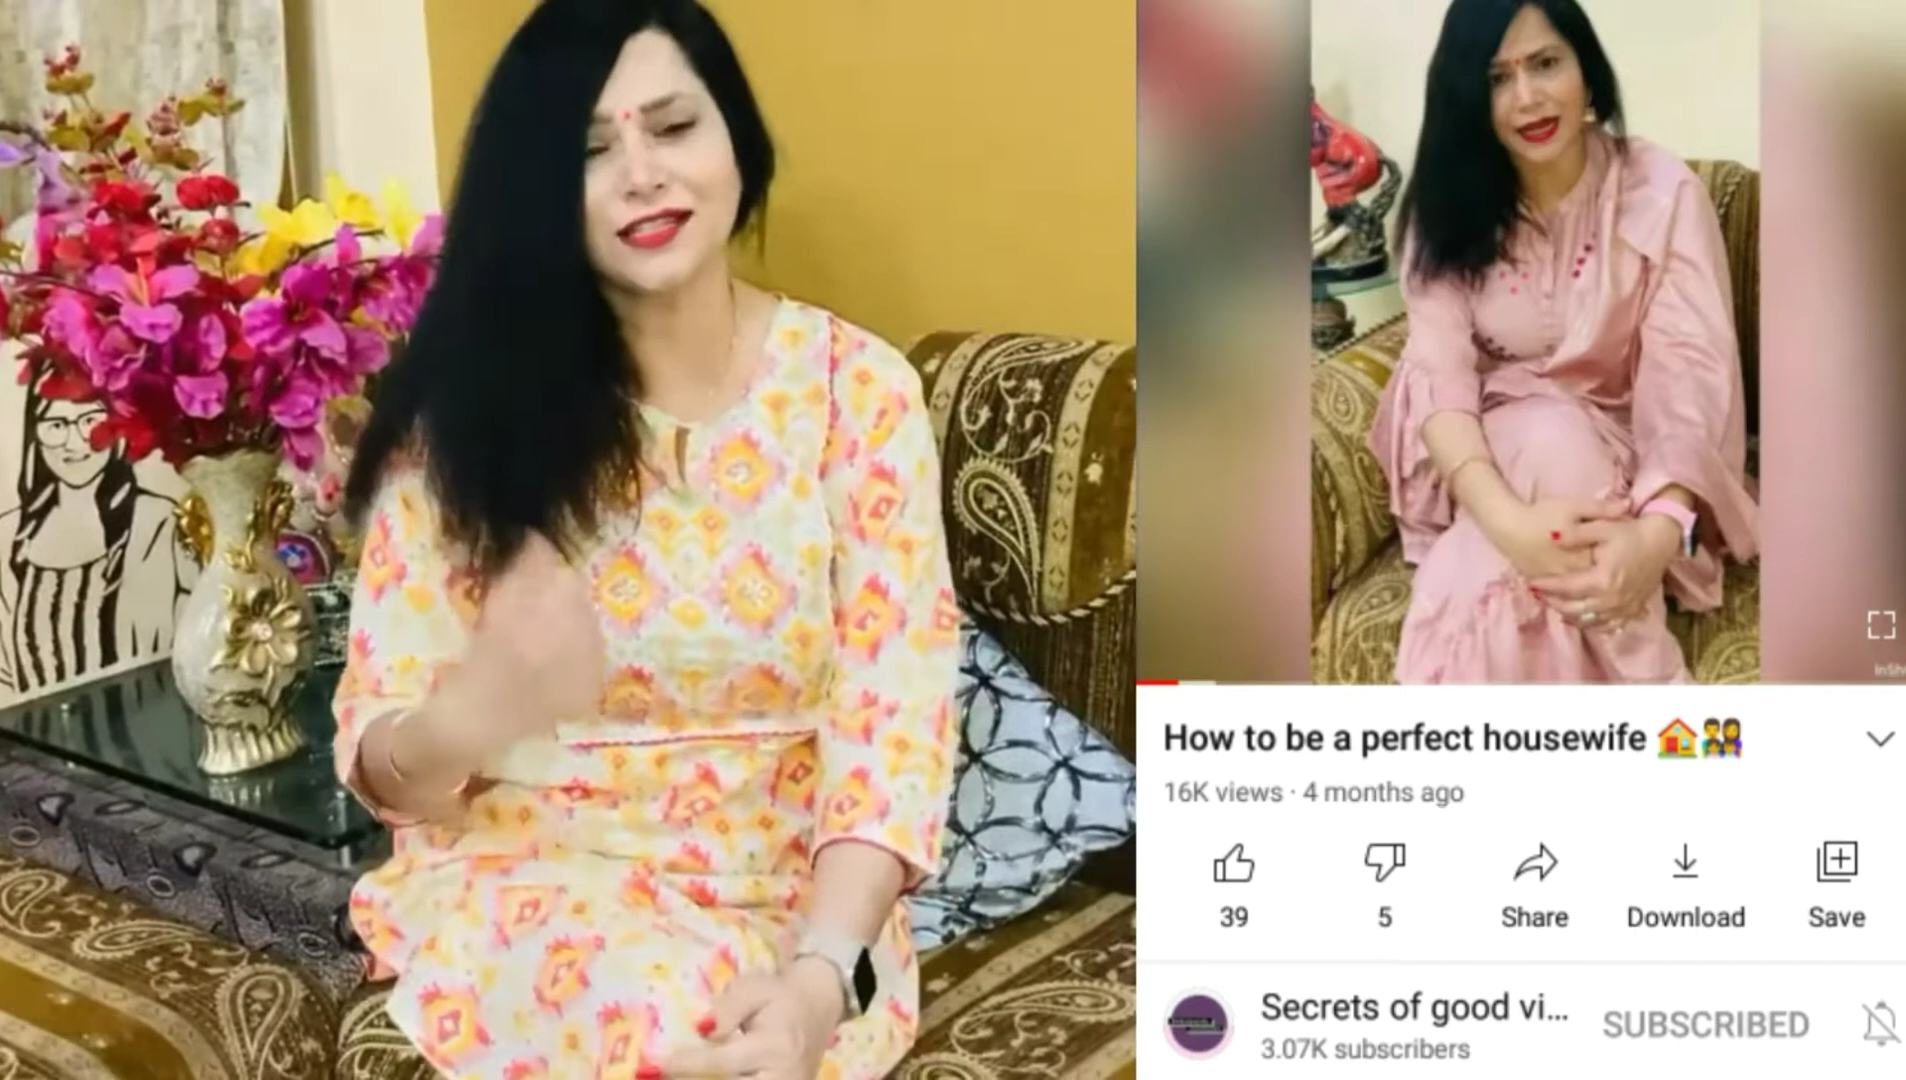 InSh
How to be a perfect housewife 🏠👩‍❤️‍👨
16K views · 4 months ago
39
5
Share
Download
Save
Secrets of good vi...
SUBSCRIBED
3.07K subscribers